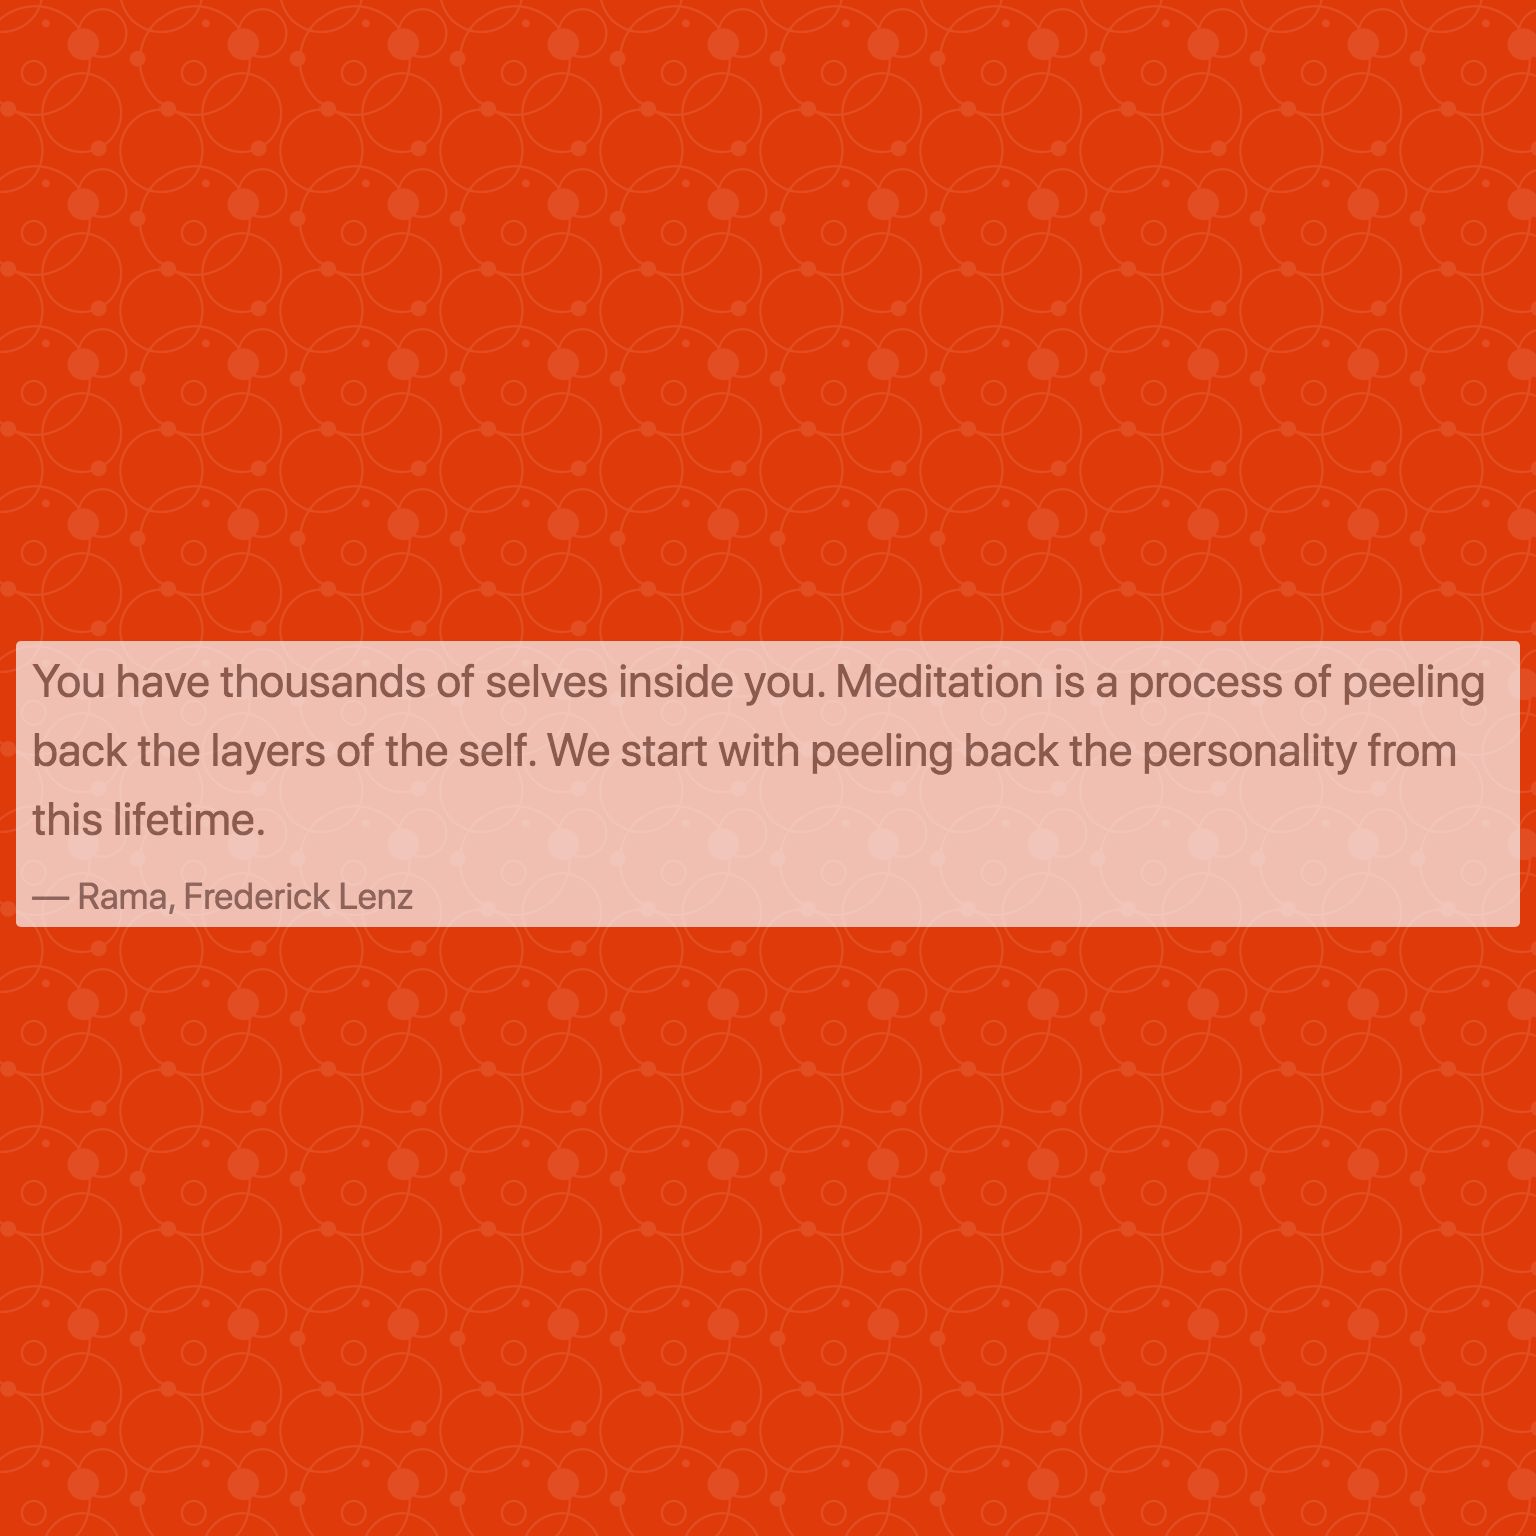 You have thousands of selves inside you. Meditation is a process of peeling
back the layers of the self. We start with peeling back the personality from
this lifetime.
— Rama, Frederick Lenz